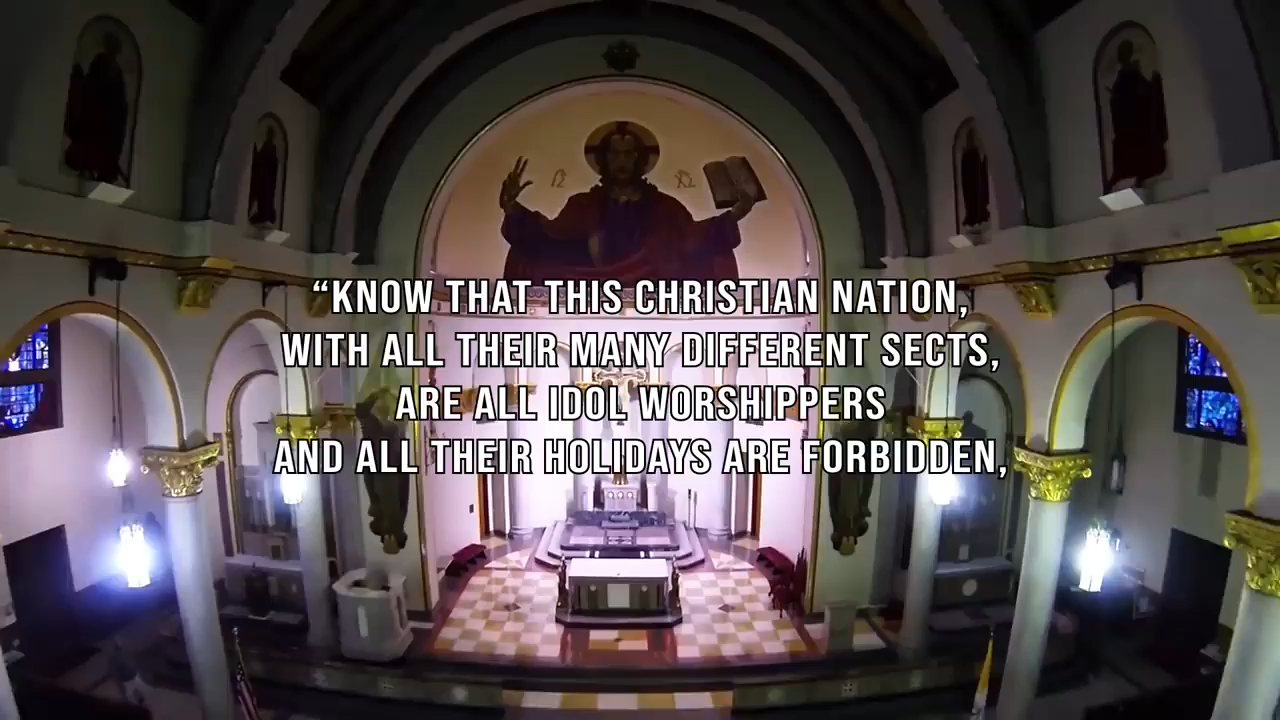 “KNOW THAT THIS CHRISTIAN NATION,
WITH ALL THEIR MANY DIFFERENT SECTS,
ARE ALL IDOL WORSHIPPERS
AND ALL THEIR HOLIDAYS ARE FORBIDDEN,